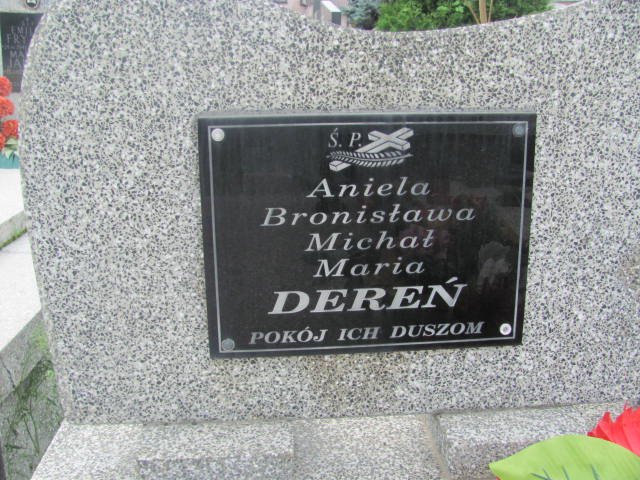 Ś. P.
Aniela
Bronisława
Michał
Maria
DEREŃ
POKÓJ ICH DUSZOM